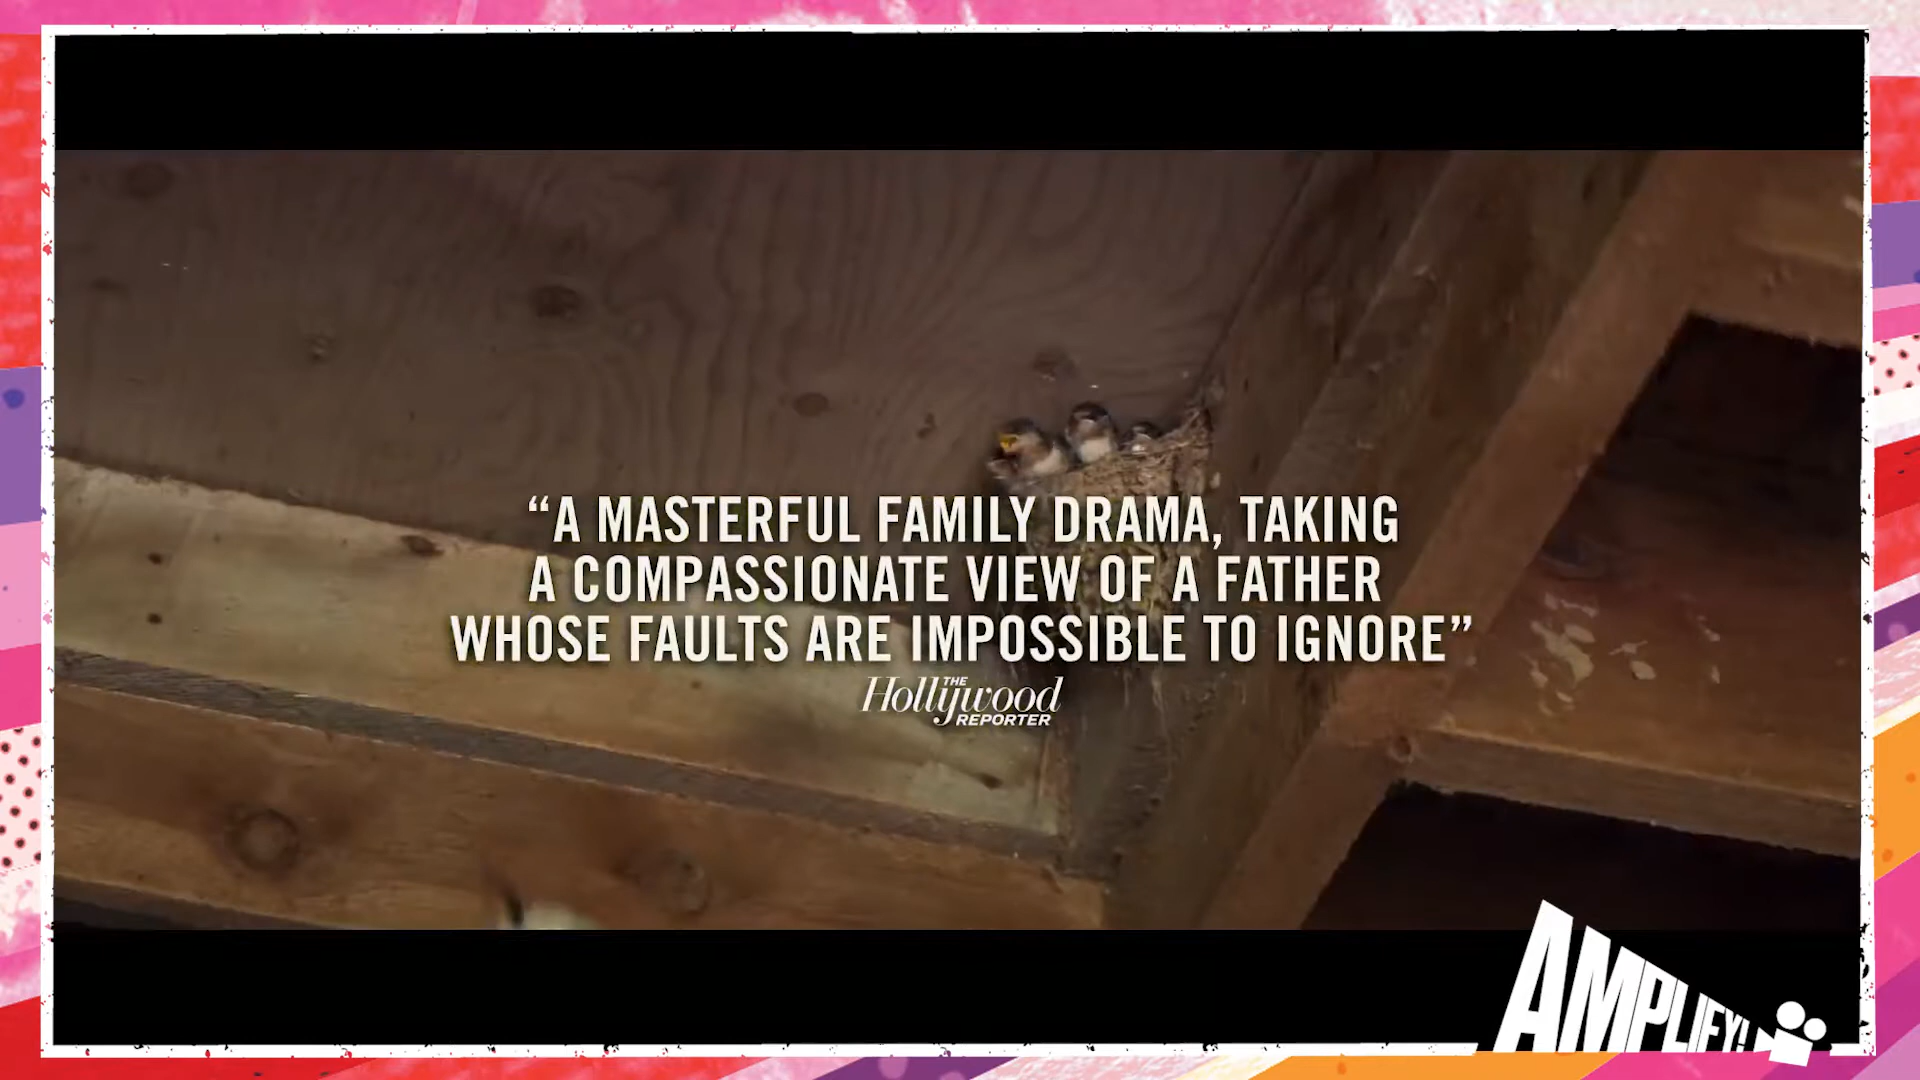 “A MASTERFUL FAMILY DRAMA, TAKING
A COMPASSIONATE VIEW OF A FATHER
WHOSE FAULTS ARE IMPOSSIBLE TO IGNORE”
THE
Hollywood
REPORTER
AMPLIFY!